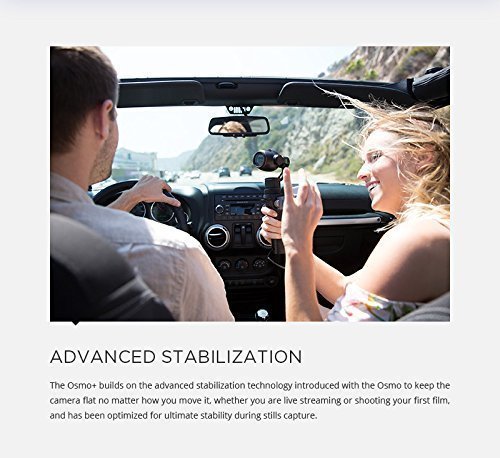 ADVANCED STABILIZATION
The Osmo+ builds on the advanced stabilization technology introduced with the Osmo to keep the
camera flat no matter how you move it, whether you are live streaming or shooting your first film,
and has been optimized for ultimate stability during stills capture.